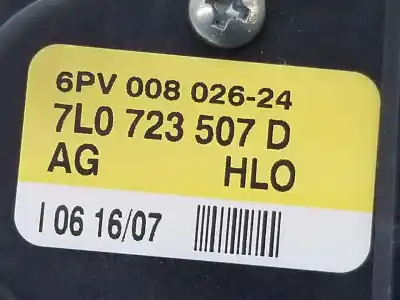 6PV 008 026-24
7L0 723 507 D
AG HLO
I 06 16/07